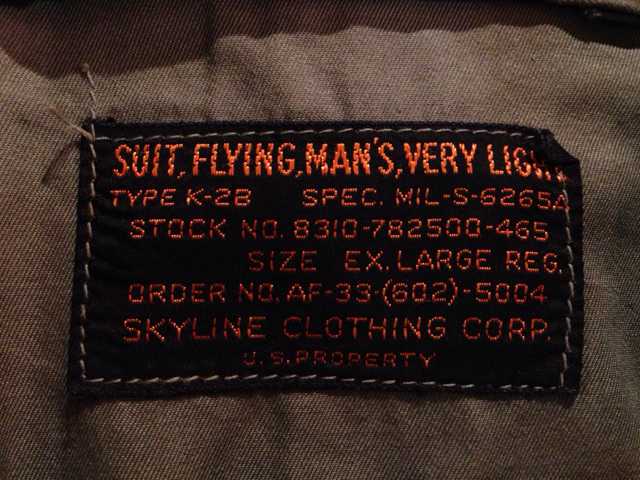 SUIT, FLYING, MAN'S, VERY LIGHT
TYPE K-2B SPEC. MIL-S-6265A
STOCK NO. 8310-782500-465
SIZE EX. LARGE REG.
ORDER NO. AF-33-(602)-5004
SKYLINE CLOTHING CORP.
U.S. PROPERTY